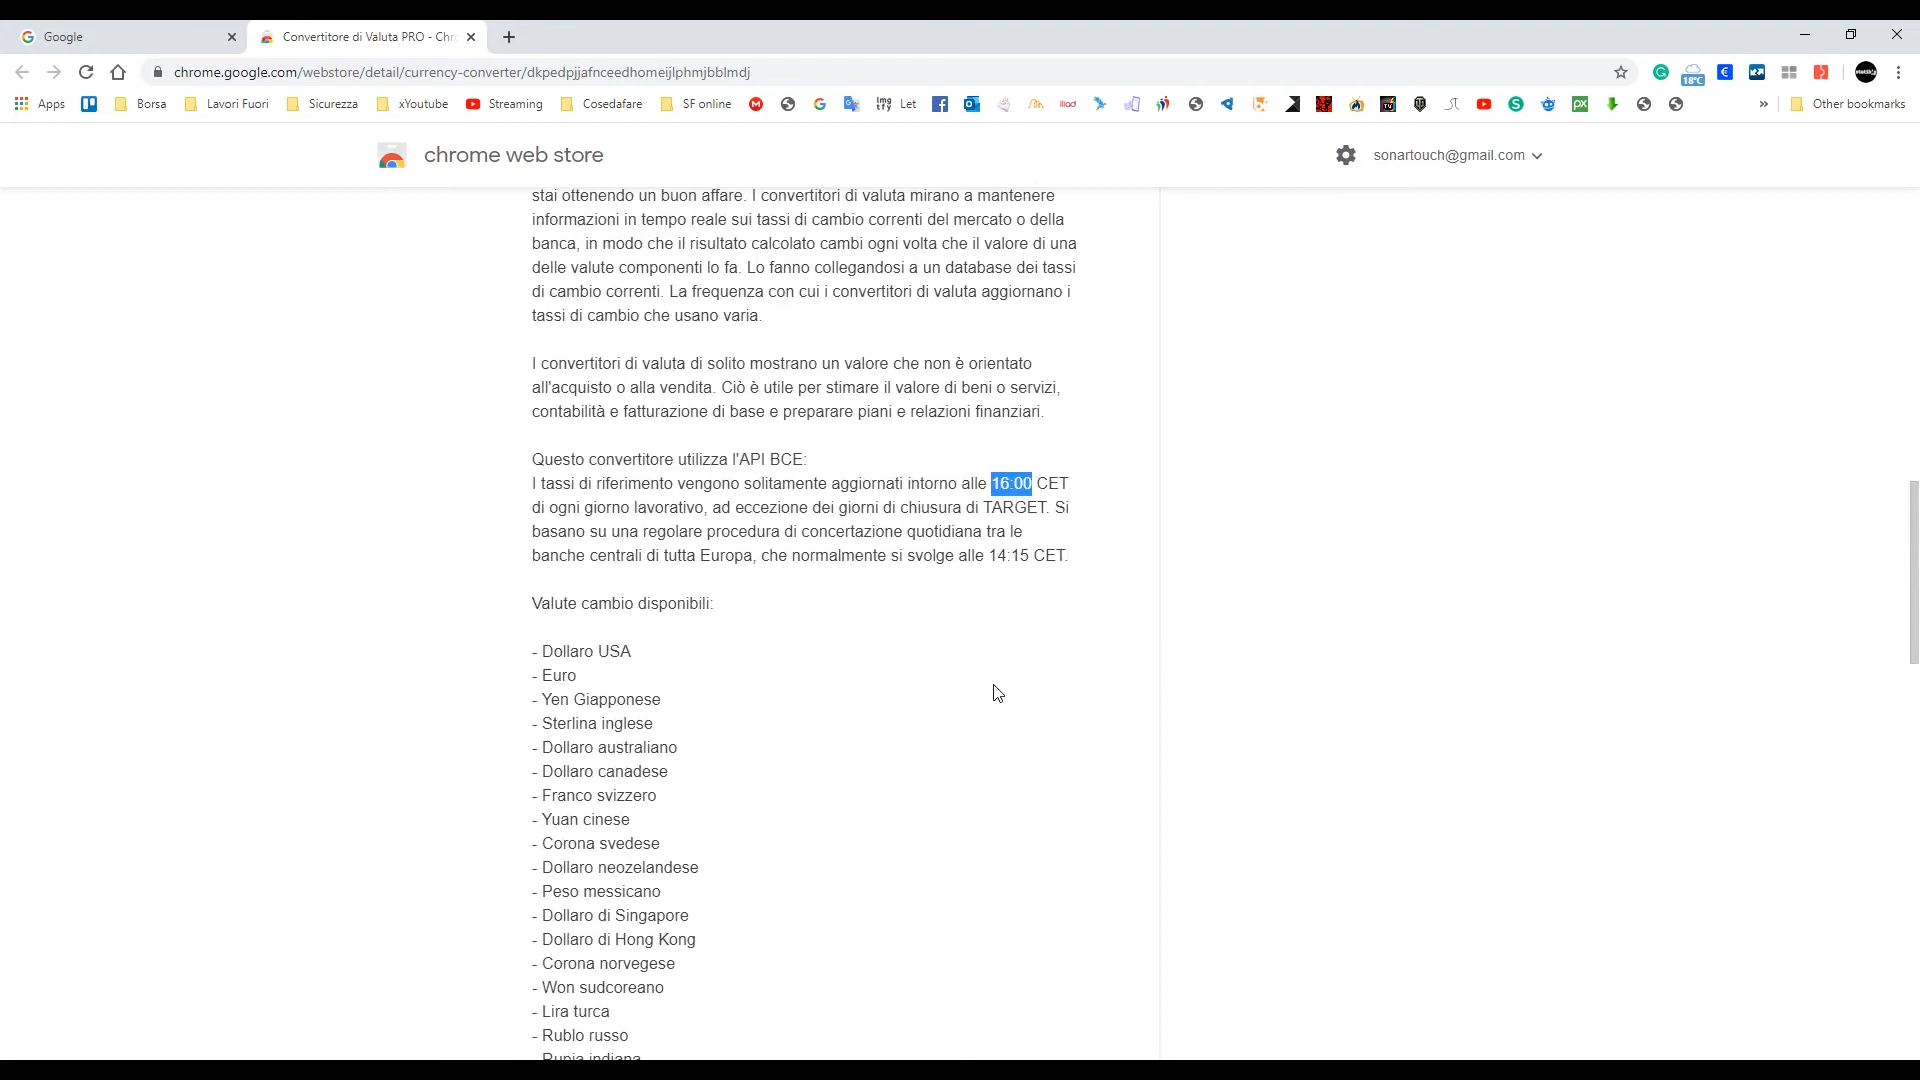 Google
Convertitore di Valuta PRO - Chr
chrome.google.com/webstore/detail/currency-converter/dkpedpjjafnceedhomeijlphmjbblmdj
18°C
Apps
Borsa
Lavori Fuori
Sicurezza
xYoutube
Streaming
Cosedafare
SF online
Let
Other bookmarks
chrome web store
sonartouch@gmail.com
stai ottenendo un buon affare. I convertitori di valuta mirano a mantenere
informazioni in tempo reale sui tassi di cambio correnti del mercato o della
banca, in modo che il risultato calcolato cambi ogni volta che il valore di una
delle valute componenti lo fa. Lo fanno collegandosi a un database dei tassi
di cambio correnti. La frequenza con cui i convertitori di valuta aggiornano i
tassi di cambio che usano varia.
I convertitori di valuta di solito mostrano un valore che non è orientato
all'acquisto o alla vendita. Ciò è utile per stimare il valore di beni o servizi,
contabilità e fatturazione di base e preparare piani e relazioni finanziari.
Questo convertitore utilizza l'API BCE:
I tassi di riferimento vengono solitamente aggiornati intorno alle 16:00 CET
di ogni giorno lavorativo, ad eccezione dei giorni di chiusura di TARGET. Si
basano su una regolare procedura di concertazione quotidiana tra le
banche centrali di tutta Europa, che normalmente si svolge alle 14:15 CET.
Valute cambio disponibili:
- Dollaro USA
- Euro
- Yen Giapponese
- Sterlina inglese
- Dollaro australiano
- Dollaro canadese
- Franco svizzero
- Yuan cinese
- Corona svedese
- Dollaro neozelandese
- Peso messicano
- Dollaro di Singapore
- Dollaro di Hong Kong
- Corona norvegese
- Won sudcoreano
- Lira turca
- Rublo russo
- Rupia indiana